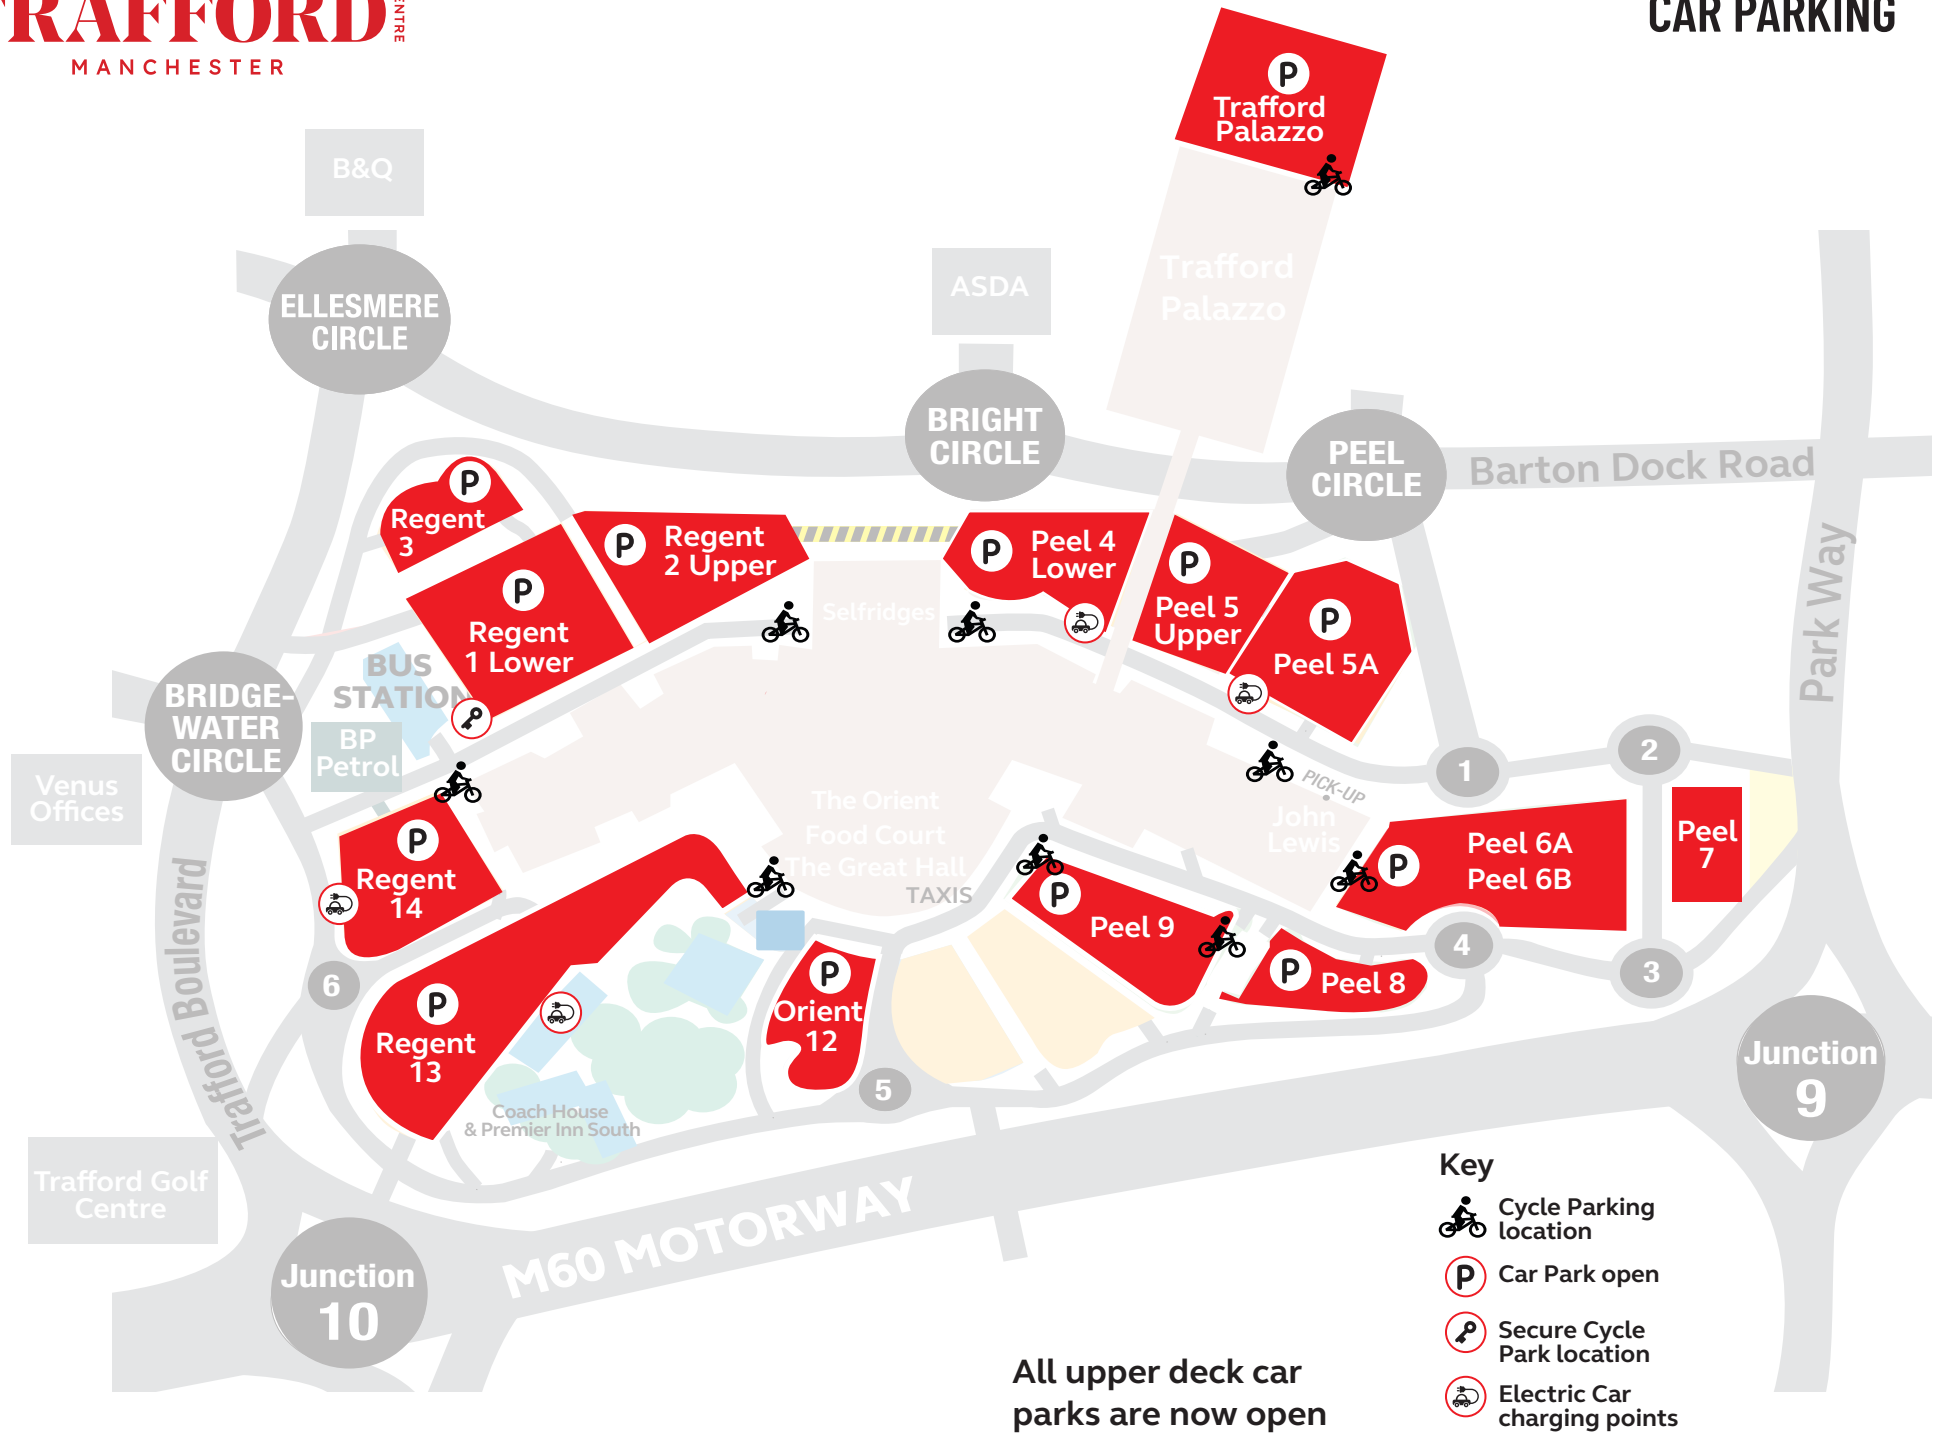 TRAFFORD
CENTRE
MANCHESTER
CAR PARKING
P
Trafford
Palazzo
B&Q
Trafford
Palazzo
ELLESMERE
CIRCLE
ASDA
BRIGHT
CIRCLE
PEEL
CIRCLE
Barton Dock Road
Park Way
P
Regent
3
P
Regent
2 Upper
P
Peel 4
Lower
P
Peel 5
Upper
P
Regent
1 Lower
P
Peel 5A
Selfridges
BUS
STATION
BRIDGE-
WATER
CIRCLE
BP
Petrol
Venus
Offices
1
2
PICK-UP
The Orient
Food Court
The Great Hall
TAXIS
John
Lewis
P
Peel 6A
Peel 6B
Peel
7
P
Regent
14
P
Peel 9
P
Peel 8
4
3
6
Trafford Boulevard
P
Regent
13
P
Orient
12
5
Coach House
& Premier Inn South
Junction
9
Trafford Golf
Centre
M60 MOTORWAY
Junction
10
Key
Cycle Parking
location
P
Car Park open
Secure Cycle
Park location
Electric Car
charging points
All upper deck car
parks are now open